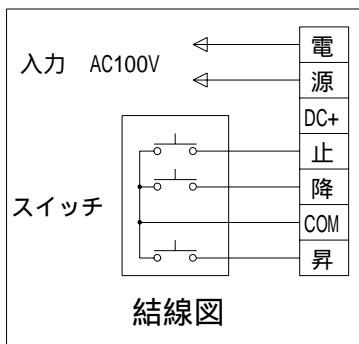 入力 AC100V
電
源
DC+
止
降
COM
昇
スイッチ
結線図